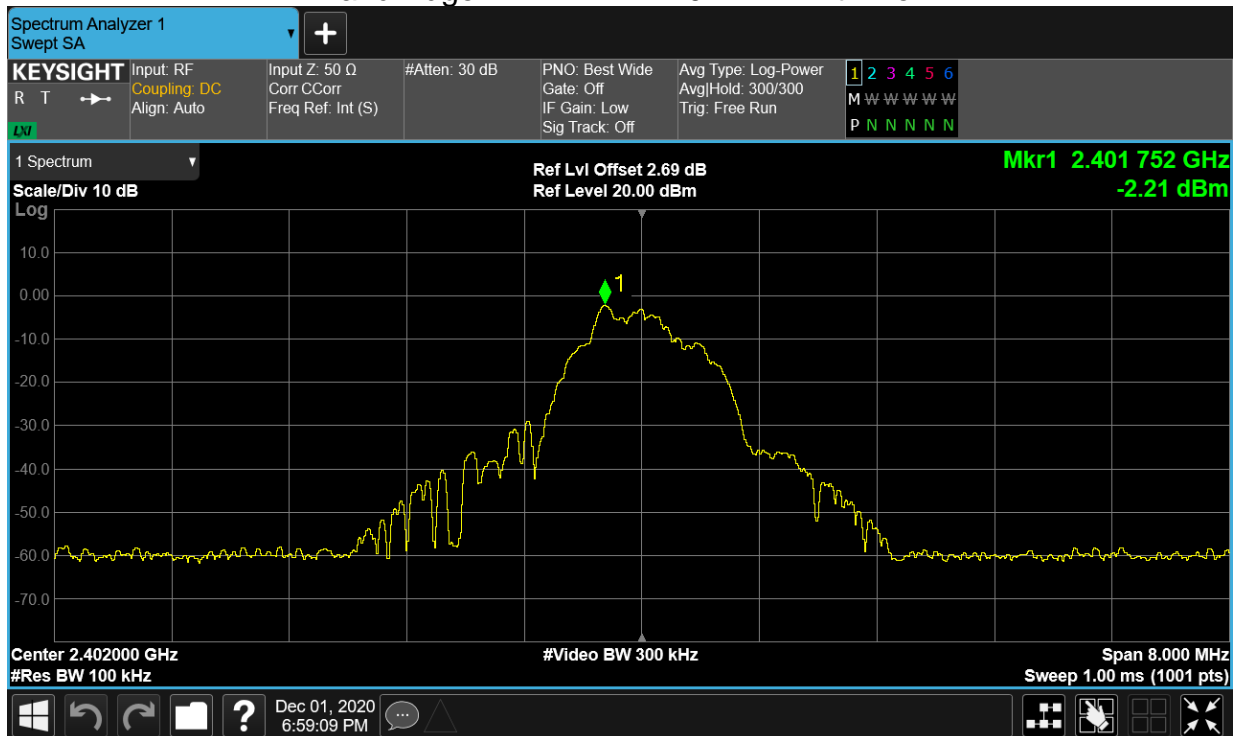 Spectrum Analyzer 1
Swept SA
KEYSIGHT
R T
LXI
Input: RF
Coupling: DC
Align: Auto
Input Z: 50 Ω
Corr CCorr
Freq Ref: Int (S)
#Atten: 30 dB
PNO: Best Wide
Gate: Off
IF Gain: Low
Sig Track: Off
Avg Type: Log-Power
Avg|Hold: 300/300
Trig: Free Run
1 2 3 4 5 6
M W W W W W
P N N N N N
1 Spectrum
Scale/Div 10 dB
Log
Ref Lvl Offset 2.69 dB
Ref Level 20.00 dBm
Mkr1 2.401 752 GHz
-2.21 dBm
1
10.0
0.00
-10.0
-20.0
-30.0
-40.0
-50.0
-60.0
-70.0
Center 2.402000 GHz
#Video BW 300 kHz
Span 8.000 MHz
#Res BW 100 kHz
Sweep 1.00 ms (1001 pts)
?
Dec 01, 2020
6:59:09 PM